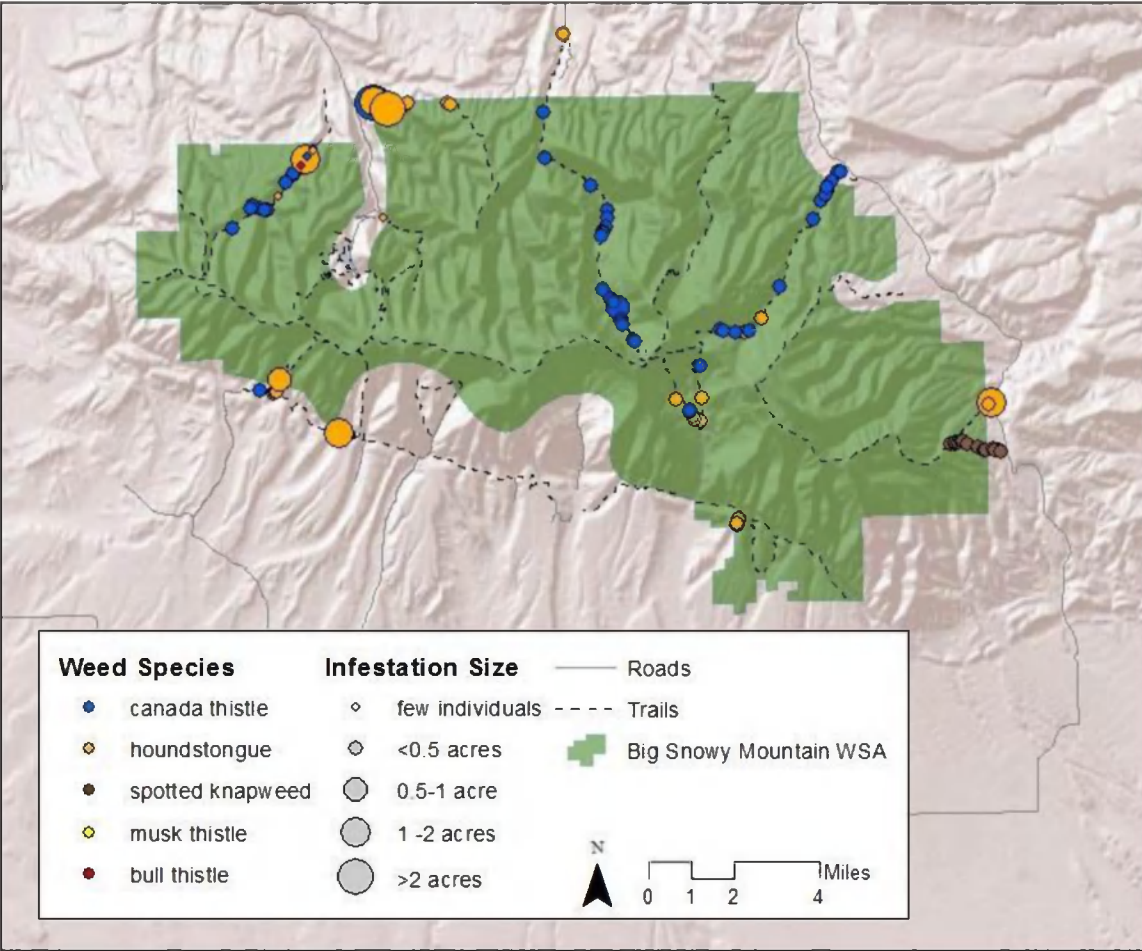 Weed Species
canada thistle
houndstongue
spotted knapweed
musk thistle
bull thistle
Infestation Size
few individuals
<0.5 acres
0.5-1 acre
1 -2 acres
>2 acres
Roads
Trails
Big Snowy Mountain WSA
N
Miles
0 1 2 4